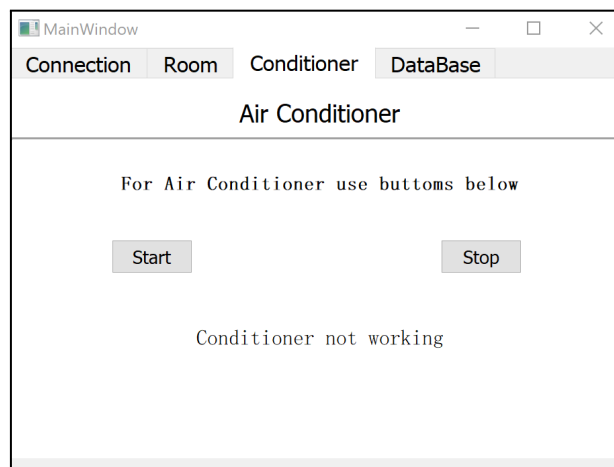 MainWindow
Connection Room Conditioner DataBase
Air Conditioner
For Air Conditioner use buttoms below
Start Stop
Conditioner not working